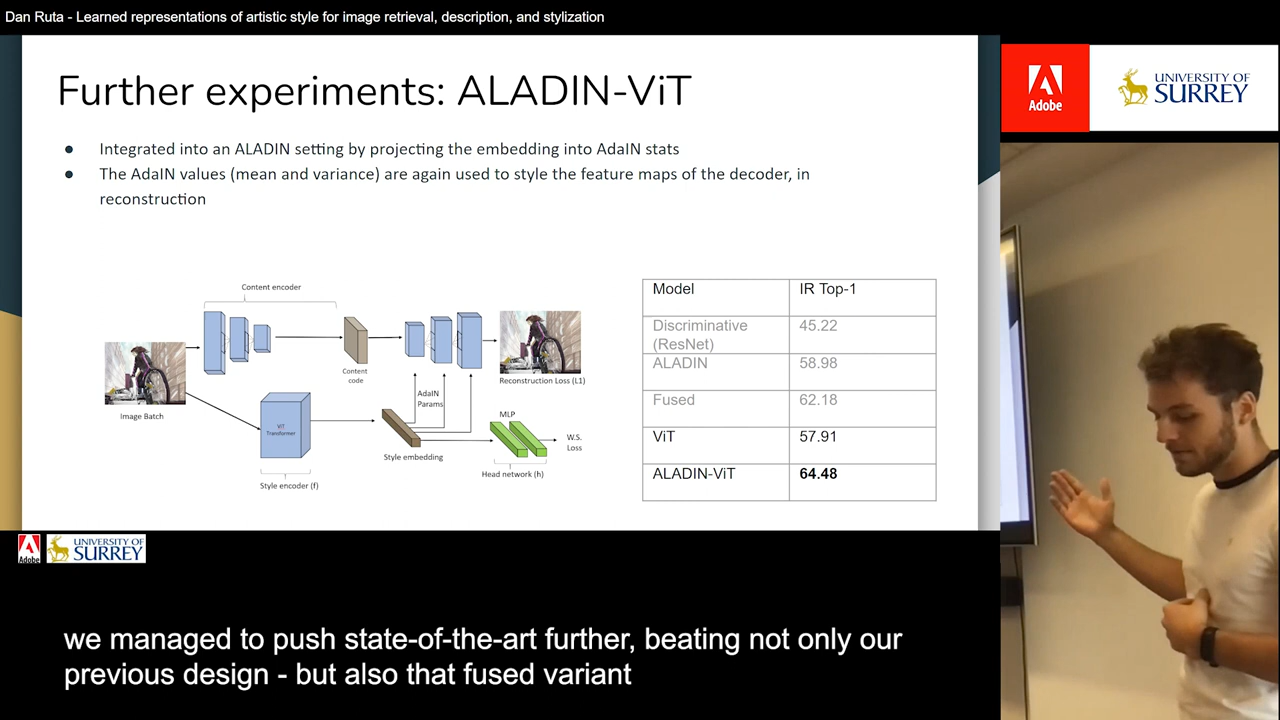 Dan Ruta - Learned representations of artistic style for image retrieval, description, and stylization
Further experiments: ALADIN-ViT
● Integrated into an ALADIN setting by projecting the embedding into AdaIN stats
● The AdaIN values (mean and variance) are again used to style the feature maps of the decoder, in
reconstruction
Content encoder
Image Batch
Content
code
AdaIN
Params
Reconstruction Loss (L1)
ViT
Transformer
Style encoder (f)
Style embedding
MLP
W.S.
Loss
Head network (h)
Model IR Top-1
Discriminative
(ResNet) 45.22
ALADIN 58.98
Fused 62.18
ViT 57.91
ALADIN-ViT 64.48
Adobe
UNIVERSITY OF
SURREY
Adobe
UNIVERSITY OF
SURREY
we managed to push state-of-the-art further, beating not only our
previous design - but also that fused variant